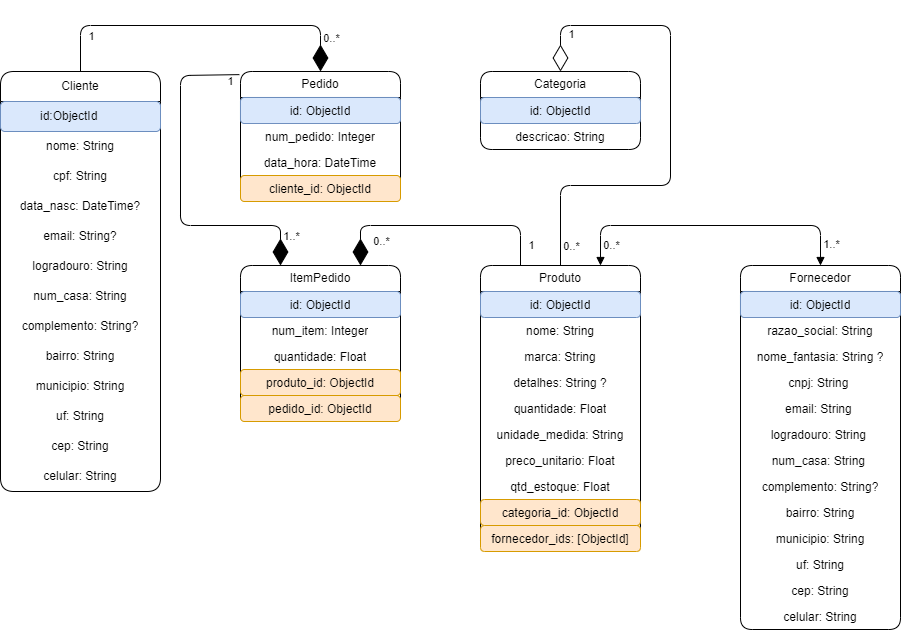 1
0..*
Cliente
id:ObjectId
nome: String
cpf: String
data_nasc: DateTime?
email: String?
logradouro: String
num_casa: String
complemento: String?
bairro: String
municipio: String
uf: String
cep: String
celular: String
1
Pedido
id: ObjectId
num_pedido: Integer
data_hora: DateTime
cliente_id: ObjectId
1
Categoria
id: ObjectId
descricao: String
1..*
0..*
ItemPedido
id: ObjectId
num_item: Integer
quantidade: Float
produto_id: ObjectId
pedido_id: ObjectId
1
0..*
0..*
Produto
id: ObjectId
nome: String
marca: String
detalhes: String ?
quantidade: Float
unidade_medida: String
preco_unitario: Float
qtd_estoque: Float
categoria_id: ObjectId
fornecedor_ids: [ObjectId]
1..*
Fornecedor
id: ObjectId
razao_social: String
nome_fantasia: String ?
cnpj: String
email: String
logradouro: String
num_casa: String
complemento: String?
bairro: String
municipio: String
uf: String
cep: String
celular: String